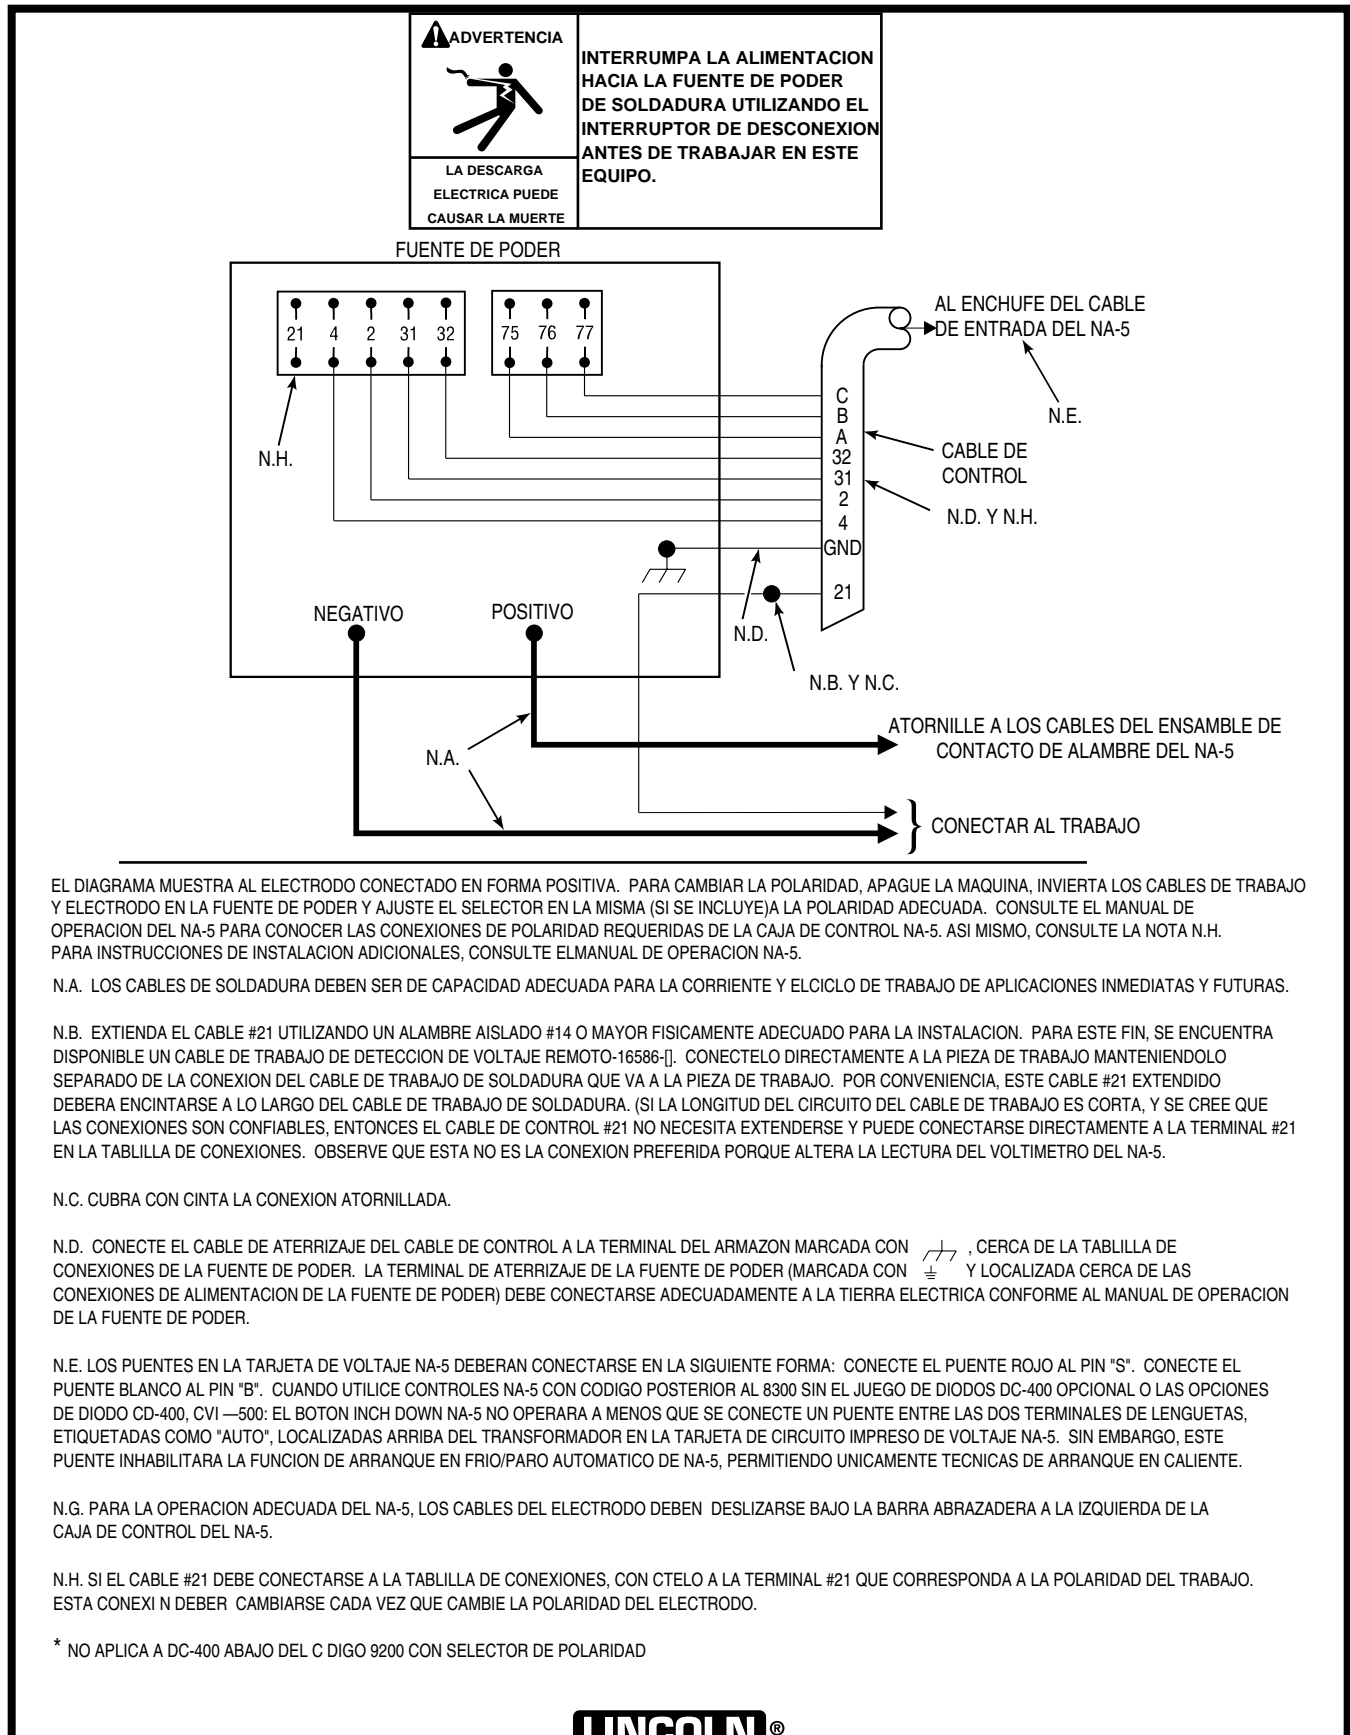 ADVERTENCIA
LA DESCARGA
ELECTRICA PUEDE
CAUSAR LA MUERTE
INTERRUMPA LA ALIMENTACION
HACIA LA FUENTE DE PODER
DE SOLDADURA UTILIZANDO EL
INTERRUPTOR DE DESCONEXION
ANTES DE TRABAJAR EN ESTE
EQUIPO.
FUENTE DE PODER
21 4 2 31 32 75 76 77
N.H.
AL ENCHUFE DEL CABLE
DE ENTRADA DEL NA-5
N.E.
C
B
A
32
31
2
4
GND
21
CABLE DE
CONTROL
N.D. Y N.H.
N.D.
N.B. Y N.C.
NEGATIVO
POSITIVO
N.A.
ATORNILLE A LOS CABLES DEL ENSAMBLE DE
CONTACTO DE ALAMBRE DEL NA-5
CONECTAR AL TRABAJO
EL DIAGRAMA MUESTRA AL ELECTRODO CONECTADO EN FORMA POSITIVA. PARA CAMBIAR LA POLARIDAD, APAGUE LA MAQUINA, INVIERTA LOS CABLES DE TRABAJO
Y ELECTRODO EN LA FUENTE DE PODER Y AJUSTE EL SELECTOR EN LA MISMA (SI SE INCLUYE)A LA POLARIDAD ADECUADA. CONSULTE EL MANUAL DE
OPERACION DEL NA-5 PARA CONOCER LAS CONEXIONES DE POLARIDAD REQUERIDAS DE LA CAJA DE CONTROL NA-5. ASI MISMO, CONSULTE LA NOTA N.H.
PARA INSTRUCCIONES DE INSTALACION ADICIONALES, CONSULTE ELMANUAL DE OPERACION NA-5.
N.A. LOS CABLES DE SOLDADURA DEBEN SER DE CAPACIDAD ADECUADA PARA LA CORRIENTE Y ELCICLO DE TRABAJO DE APLICACIONES INMEDIATAS Y FUTURAS.
N.B. EXTIENDA EL CABLE #21 UTILIZANDO UN ALAMBRE AISLADO #14 O MAYOR FISICAMENTE ADECUADO PARA LA INSTALACION. PARA ESTE FIN, SE ENCUENTRA
DISPONIBLE UN CABLE DE TRABAJO DE DETECCION DE VOLTAJE REMOTO-16586-[]. CONECTELO DIRECTAMENTE A LA PIEZA DE TRABAJO MANTENIENDOLO
SEPARADO DE LA CONEXION DEL CABLE DE TRABAJO DE SOLDADURA QUE VA A LA PIEZA DE TRABAJO. POR CONVENIENCIA, ESTE CABLE #21 EXTENDIDO
DEBERA ENCINTARSE A LO LARGO DEL CABLE DE TRABAJO DE SOLDADURA. (SI LA LONGITUD DEL CIRCUITO DEL CABLE DE TRABAJO ES CORTA, Y SE CREE QUE
LAS CONEXIONES SON CONFIABLES, ENTONCES EL CABLE DE CONTROL #21 NO NECESITA EXTENDERSE Y PUEDE CONECTARSE DIRECTAMENTE A LA TERMINAL #21
EN LA TABLILLA DE CONEXIONES. OBSERVE QUE ESTA NO ES LA CONEXION PREFERIDA PORQUE ALTERA LA LECTURA DEL VOLTIMETRO DEL NA-5.
N.C. CUBRA CON CINTA LA CONEXION ATORNILLADA.
N.D. CONECTE EL CABLE DE ATERRIZAJE DEL CABLE DE CONTROL A LA TERMINAL DEL ARMAZON MARCADA CON , CERCA DE LA TABLILLA DE
CONEXIONES DE LA FUENTE DE PODER. LA TERMINAL DE ATERRIZAJE DE LA FUENTE DE PODER (MARCADA CON Y LOCALIZADA CERCA DE LAS
CONEXIONES DE ALIMENTACION DE LA FUENTE DE PODER) DEBE CONECTARSE ADECUADAMENTE A LA TIERRA ELECTRICA CONFORME AL MANUAL DE OPERACION
DE LA FUENTE DE PODER.
N.E. LOS PUENTES EN LA TARJETA DE VOLTAJE NA-5 DEBERAN CONECTARSE EN LA SIGUIENTE FORMA: CONECTE EL PUENTE ROJO AL PIN "S". CONECTE EL
PUENTE BLANCO AL PIN "B". CUANDO UTILICE CONTROLES NA-5 CON CODIGO POSTERIOR AL 8300 SIN EL JUEGO DE DIODOS DC-400 OPCIONAL O LAS OPCIONES
DE DIODO CD-400, CVI —500: EL BOTON INCH DOWN NA-5 NO OPERARA A MENOS QUE SE CONECTE UN PUENTE ENTRE LAS DOS TERMINALES DE LENGUETAS,
ETIQUETADAS COMO "AUTO", LOCALIZADAS ARRIBA DEL TRANSFORMADOR EN LA TARJETA DE CIRCUITO IMPRESO DE VOLTAJE NA-5. SIN EMBARGO, ESTE
PUENTE INHABILITARA LA FUNCION DE ARRANQUE EN FRIO/PARO AUTOMATICO DE NA-5, PERMITIENDO UNICAMENTE TECNICAS DE ARRANQUE EN CALIENTE.
N.G. PARA LA OPERACION ADECUADA DEL NA-5, LOS CABLES DEL ELECTRODO DEBEN DESLIZARSE BAJO LA BARRA ABRAZADERA A LA IZQUIERDA DE LA
CAJA DE CONTROL DEL NA-5.
N.H. SI EL CABLE #21 DEBE CONECTARSE A LA TABLILLA DE CONEXIONES, CON CTELO A LA TERMINAL #21 QUE CORRESPONDA A LA POLARIDAD DEL TRABAJO.
ESTA CONEXI N DEBER CAMBIARSE CADA VEZ QUE CAMBIE LA POLARIDAD DEL ELECTRODO.
* NO APLICA A DC-400 ABAJO DEL C DIGO 9200 CON SELECTOR DE POLARIDAD
LINCOLN ®